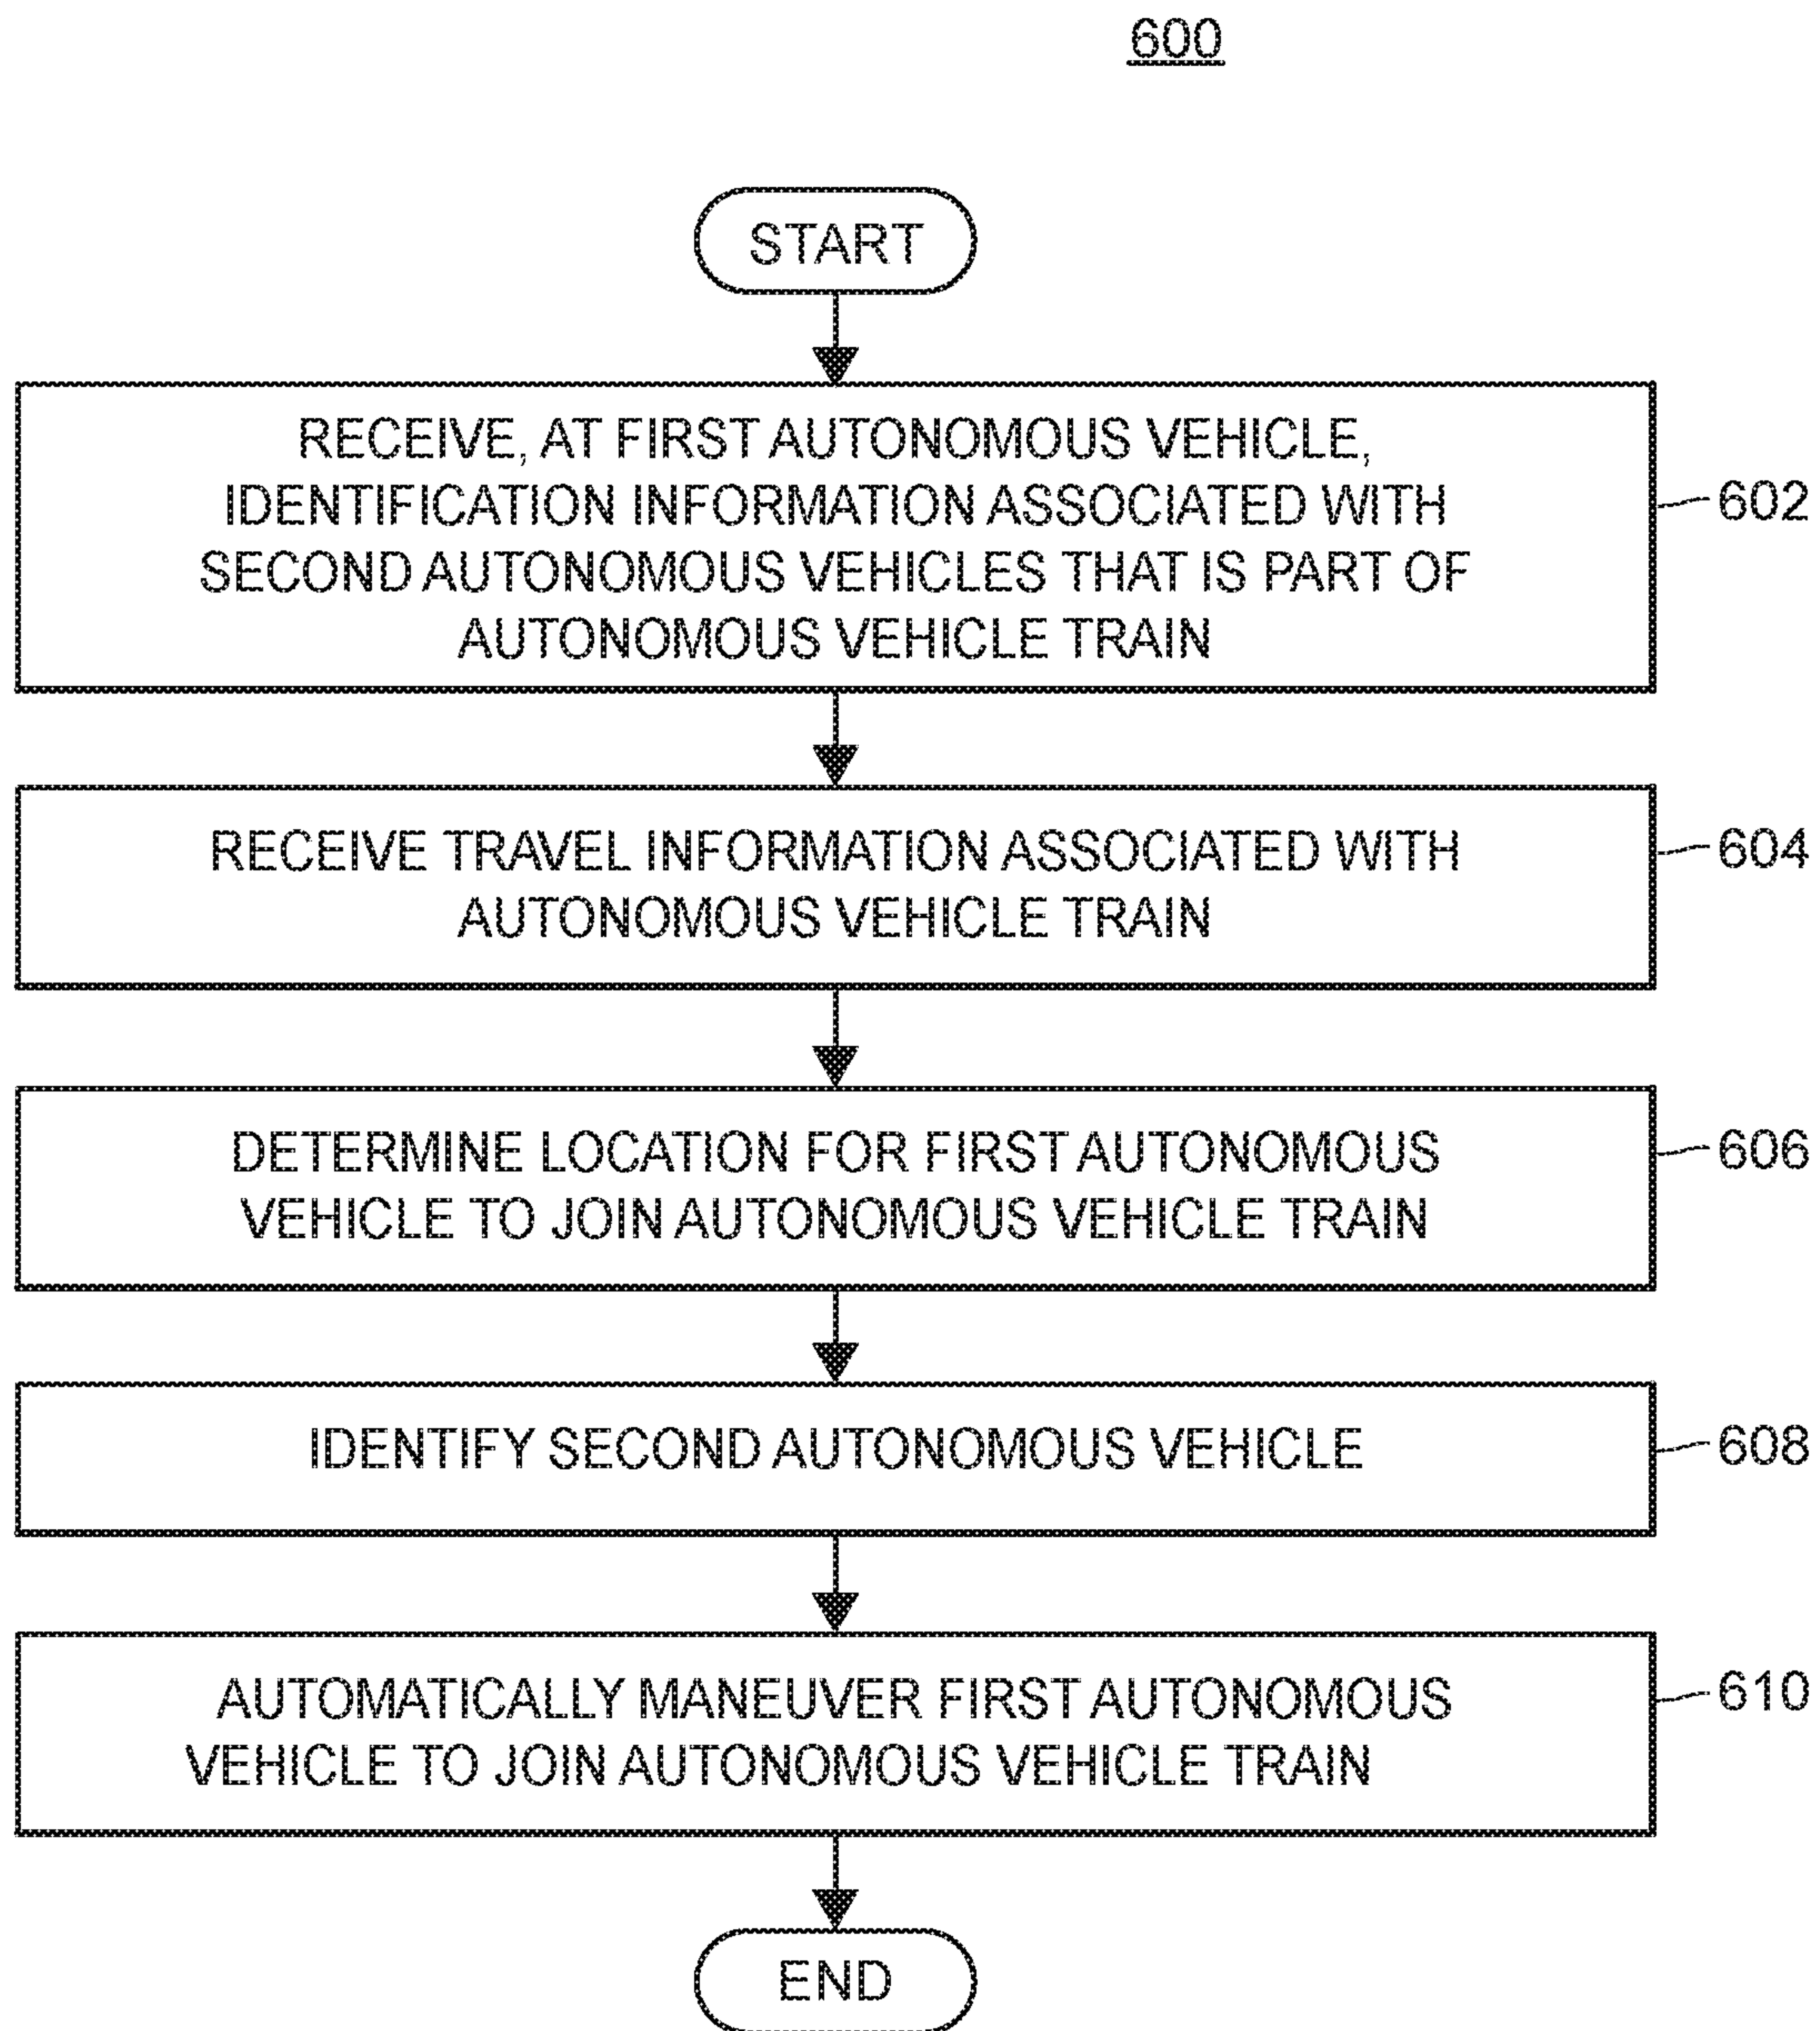 600
START
RECEIVE, AT FIRST AUTONOMOUS VEHICLE,
IDENTIFICATION INFORMATION ASSOCIATED WITH
SECOND AUTONOMOUS VEHICLES THAT IS PART OF
AUTONOMOUS VEHICLE TRAIN
602
RECEIVE TRAVEL INFORMATION ASSOCIATED WITH
AUTONOMOUS VEHICLE TRAIN
604
DETERMINE LOCATION FOR FIRST AUTONOMOUS
VEHICLE TO JOIN AUTONOMOUS VEHICLE TRAIN
606
IDENTIFY SECOND AUTONOMOUS VEHICLE
608
AUTOMATICALLY MANEUVER FIRST AUTONOMOUS
VEHICLE TO JOIN AUTONOMOUS VEHICLE TRAIN
610
END